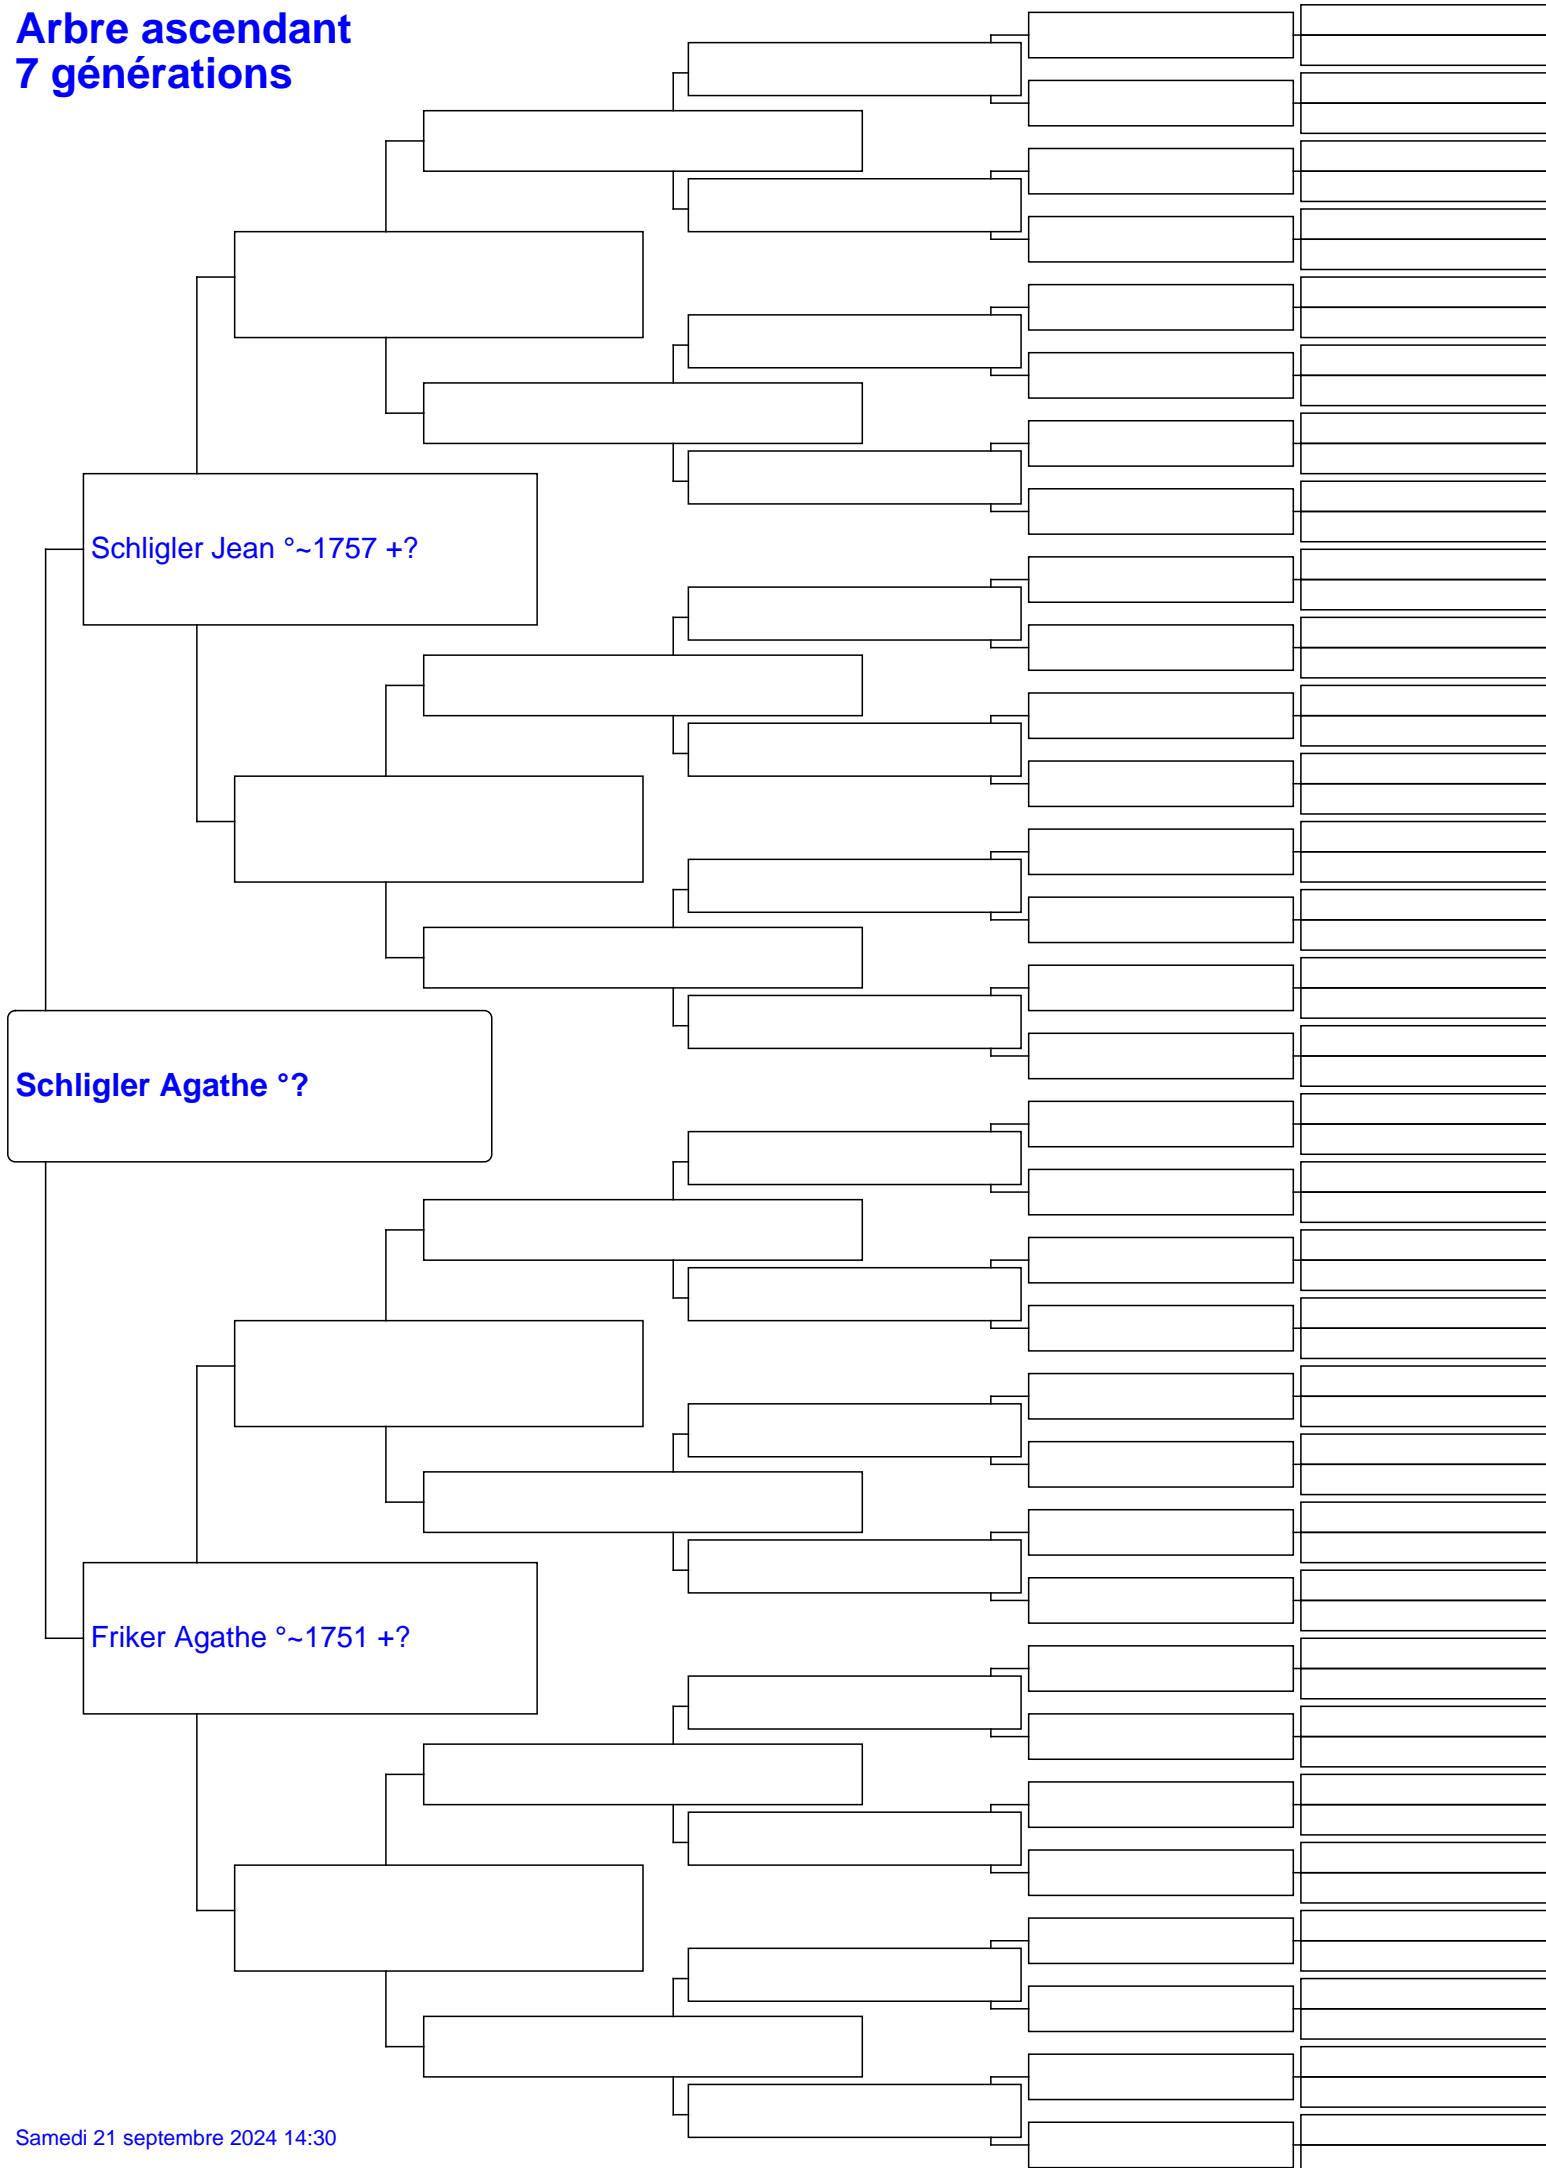 Arbre ascendant
7 générations
Schligler Jean °~1757 +?
Schligler Agathe °?
Friker Agathe °~1751 +?
Samedi 21 septembre 2024 14:30